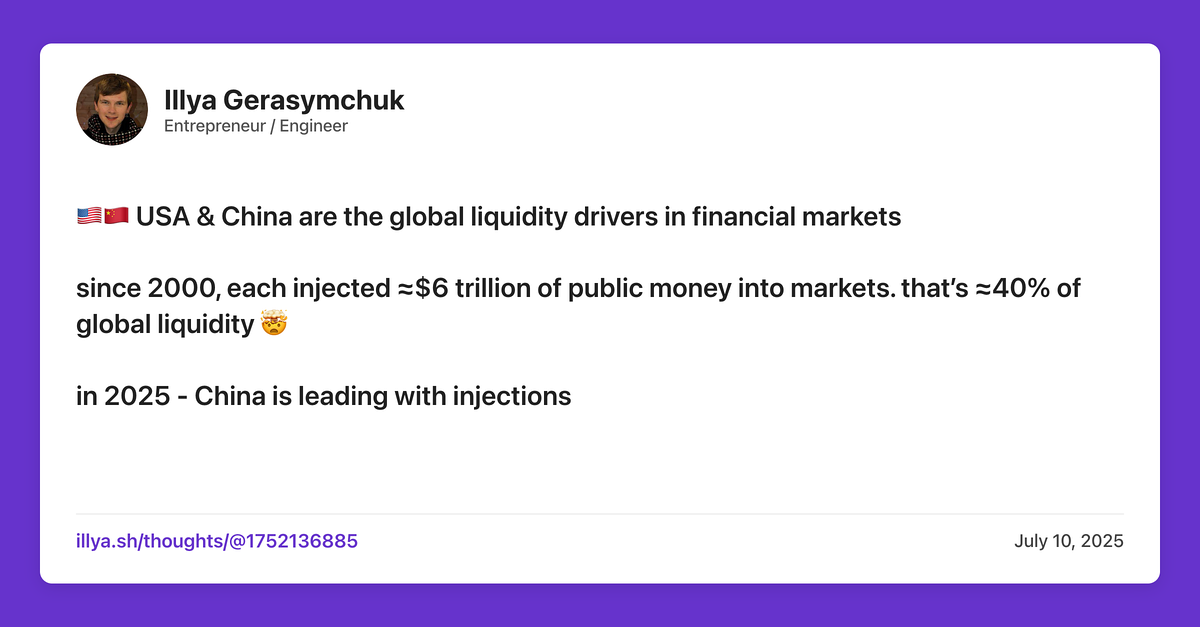 Illya Gerasymchuk
Entrepreneur / Engineer
🇺🇸🇨🇳 USA & China are the global liquidity drivers in financial markets
since 2000, each injected ≈$6 trillion of public money into markets. that’s ≈40% of
global liquidity 🤯
in 2025 - China is leading with injections
illya.sh/thoughts/@1752136885
July 10, 2025